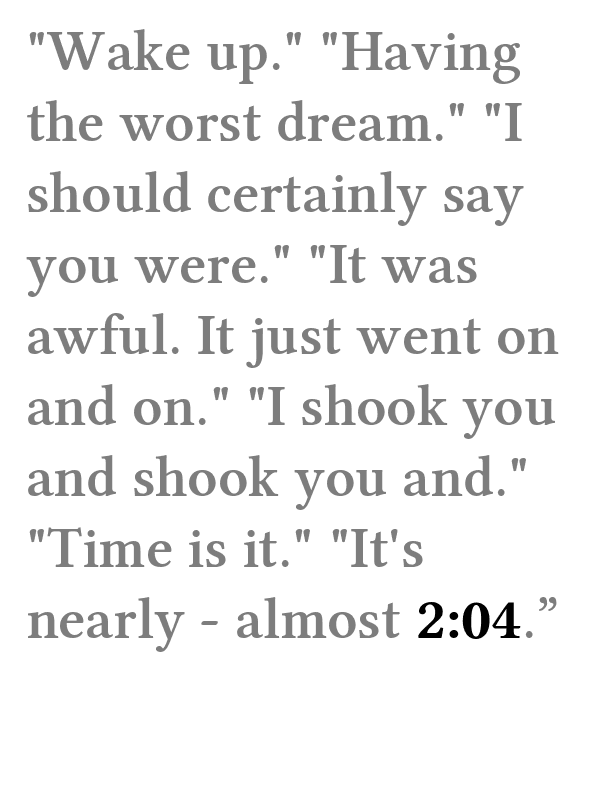 "Wake up." "Having
the worst dream." "I
should certainly say
you were." "It was
awful. It just went on
and on." "I shook you
and shook you and."
"Time is it." "It's
nearly - almost 2:04.”